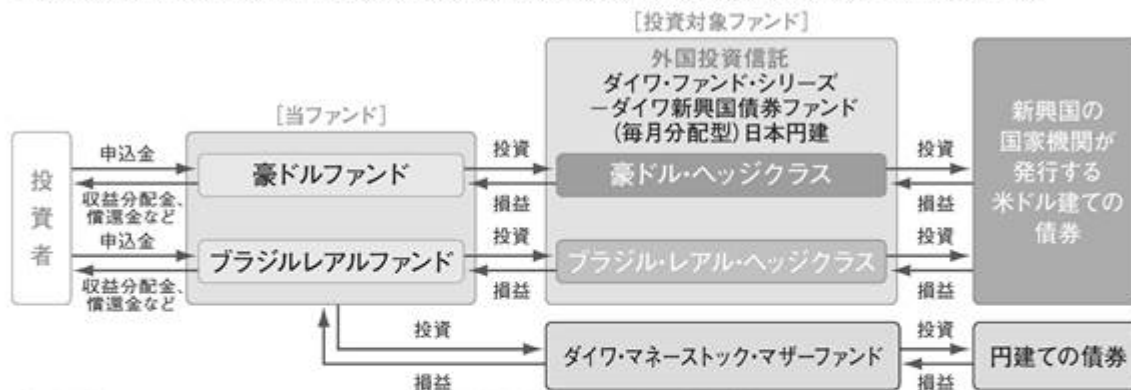 [投資対象ファンド]
外国投資信託
ダイワ・ファンド・シリーズ
－ダイワ新興国債券ファンド
(毎月分配型)日本円建
[当ファンド]
投資者
申込金
収益分配金、
償還金など
申込金
収益分配金、
償還金など
豪ドルファンド
ブラジルレアルファンド
投資
損益
投資
損益
豪ドル・ヘッジクラス
ブラジル・レアル・ヘッジクラス
投資
損益
投資
損益
新興国の
国家機関が
発行する
米ドル建ての
債券
投資
損益
ダイワ・マネーストック・マザーファンド
投資
損益
円建ての債券